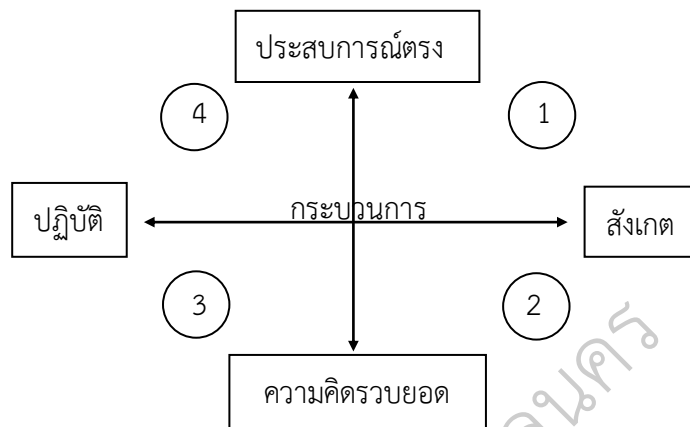 ประสบการณ์ตรง
4
1
กระบวนการ
ปฏิบัติ
สังเกต
3
2
ความคิดรวบยอด